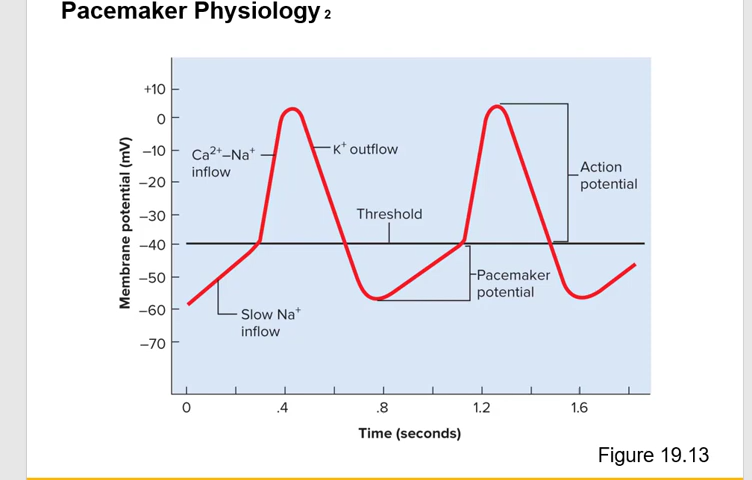 Pacemaker Physiology 2
+10
0
–10
–20
–30
–40
–50
–60
–70
Membrane potential (mV)
Ca2+–Na+
inflow
K+ outflow
Threshold
Action
potential
Pacemaker
potential
Slow Na+
inflow
0 .4 .8 1.2 1.6
Time (seconds)
Figure 19.13